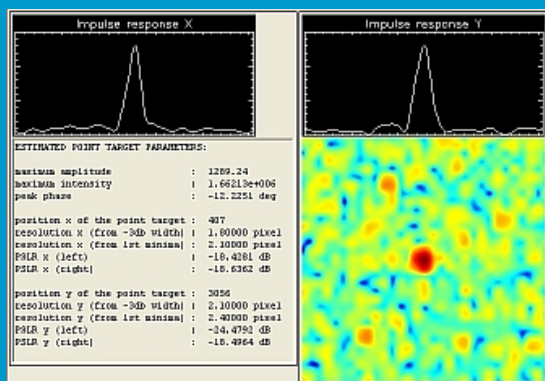 Impulse response X
Impulse response Y
ESTIMATED POINT TARGET PARAMETERS:
maximum amplitude : 1289.24
maximum intensity : 1.66213e+006
peak phase : -12.2251 deg
position x of the point target : 407
resolution x (from -3db width) : 1.80000 pixel
resolution x (from 1st minima) : 2.10000 pixel
PSLR x (left) : -18.4281 dB
PSLR x (right) : -18.6362 dB
position y of the point target : 3056
resolution y (from -3db width) : 2.10000 pixel
resolution y (from 1st minima) : 2.40000 pixel
PSLR y (left) : -24.4792 dB
PSLR y (right) : -18.4964 dB